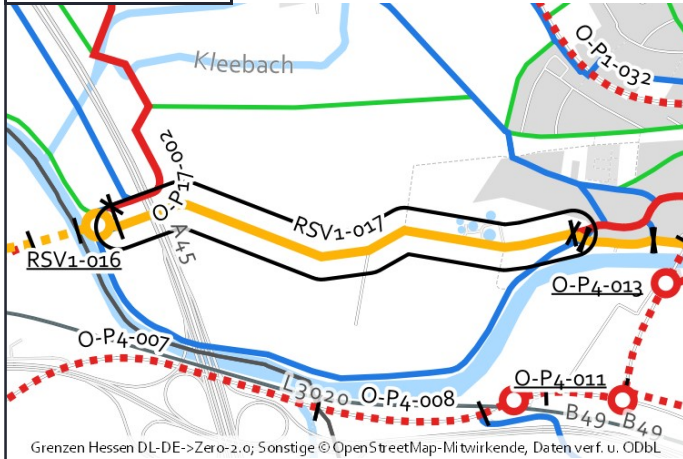 Kleebach
O-P1-032
O-P17-002
RSV1-017
A 45
RSV1-016
O-P4-013
O-P4-007
L3020
O-P4-008
O-P4-011
B49
B49
Grenzen Hessen DL-DE->Zero-2.0; Sonstige © OpenStreetMap-Mitwirkende, Daten verf. u. ODbL